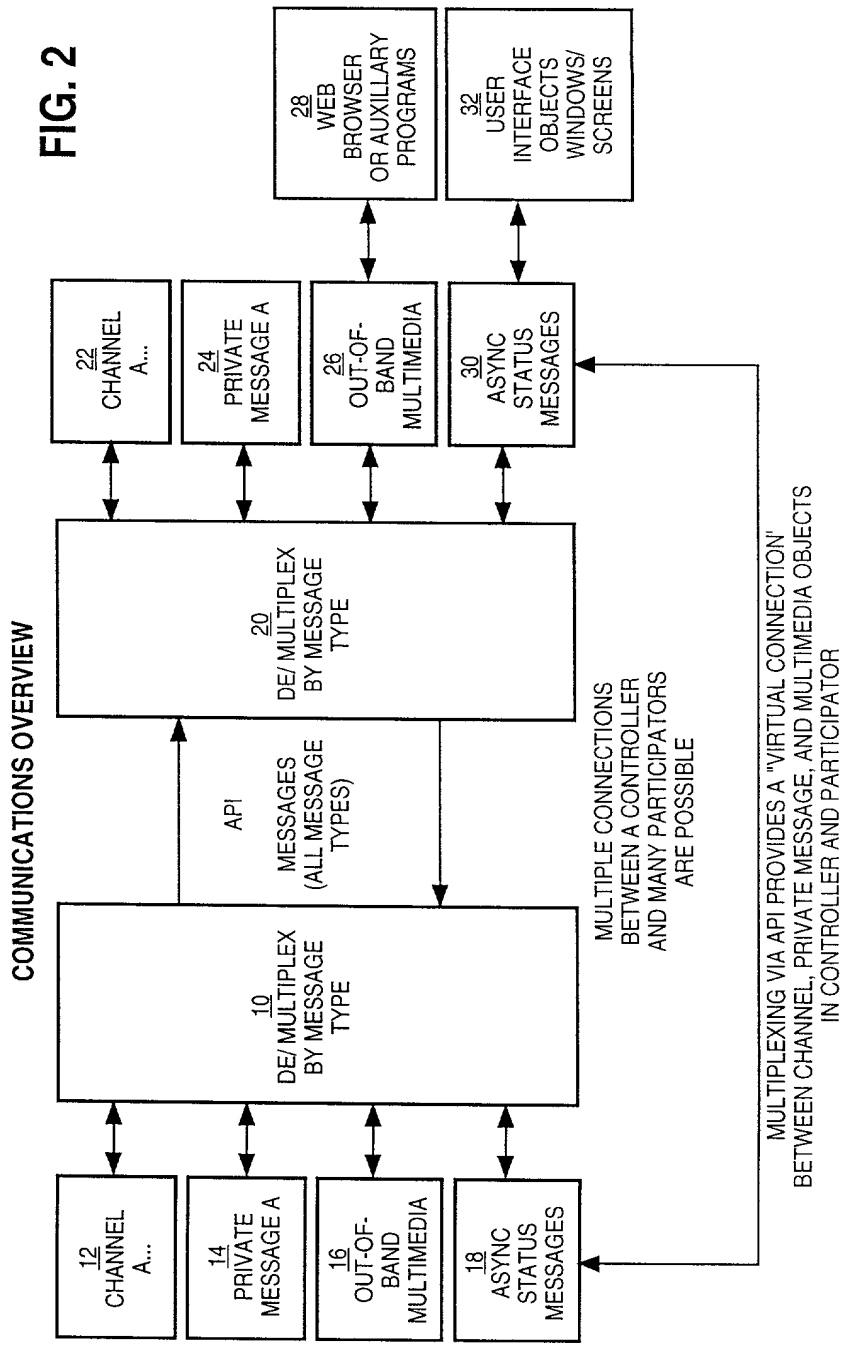 FIG. 2
COMMUNICATIONS OVERVIEW
12
CHANNEL
A...
14
PRIVATE
MESSAGE A
16
OUT-OF-
BAND
MULTIMEDIA
18
ASYNC
STATUS
MESSAGES
10
DE/ MULTIPLEX
BY MESSAGE
TYPE
API
MESSAGES
(ALL MESSAGE
TYPES)
20
DE/ MULTIPLEX
BY MESSAGE
TYPE
22
CHANNEL
A...
24
PRIVATE
MESSAGE A
26
OUT-OF-
BAND
MULTIMEDIA
30
ASYNC
STATUS
MESSAGES
28
WEB
BROWSER
OR AUXILLARY
PROGRAMS
32
USER
INTERFACE
OBJECTS
WINDOWS/
SCREENS
MULTIPLE CONNECTIONS
BETWEEN A CONTROLLER
AND MANY PARTICIPATORS
ARE POSSIBLE
MULTIPLEXING VIA API PROVIDES A "VIRTUAL CONNECTION'
BETWEEN CHANNEL, PRIVATE MESSAGE, AND MULTIMEDIA OBJECTS
IN CONTROLLER AND PARTICIPATOR